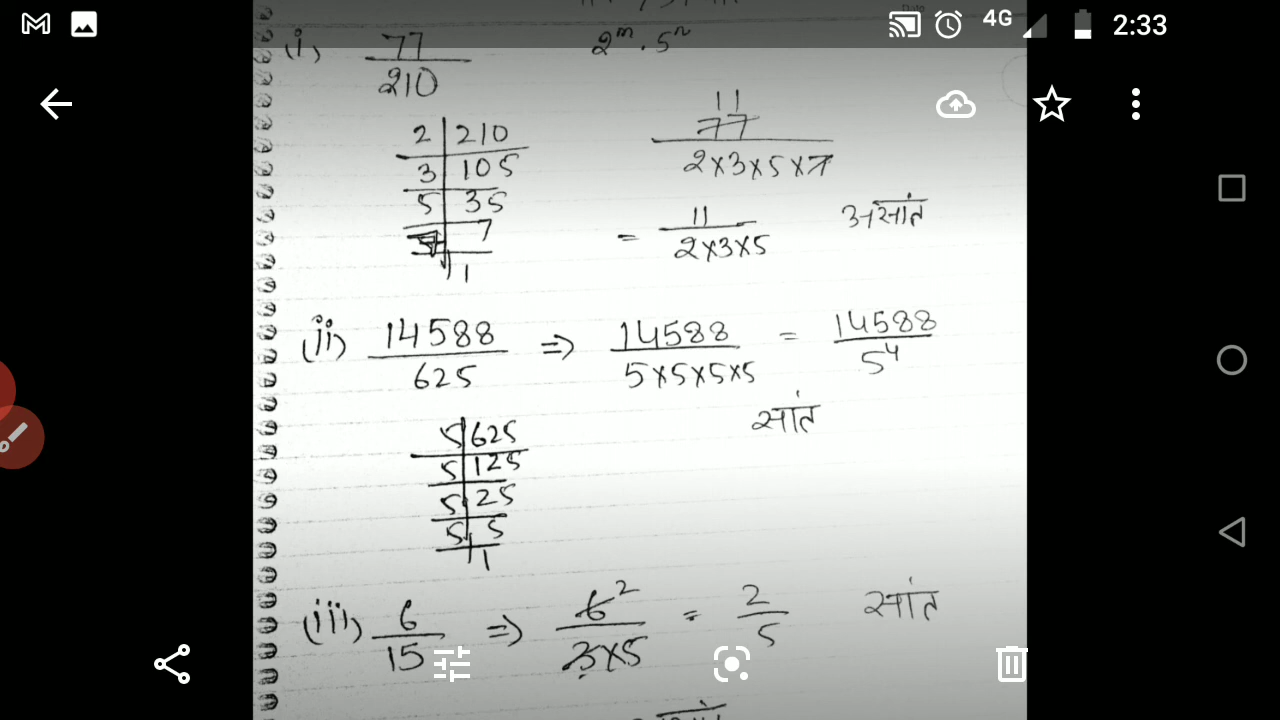 4G 2:33
(i) 77/210 2^m . 5^n
2 | 210
3 | 105
5 | 35
7 | 7
1
11
77/2×3×5×7
= 11/2×3×5 असांत
(ii) 14588/625 => 14588/5×5×5×5 = 14588/5^4
सांत
5 | 625
5 | 125
5 | 25
5 | 5
1
(iii) 6/15 => 6^2/3×5 = 2/5 सांत